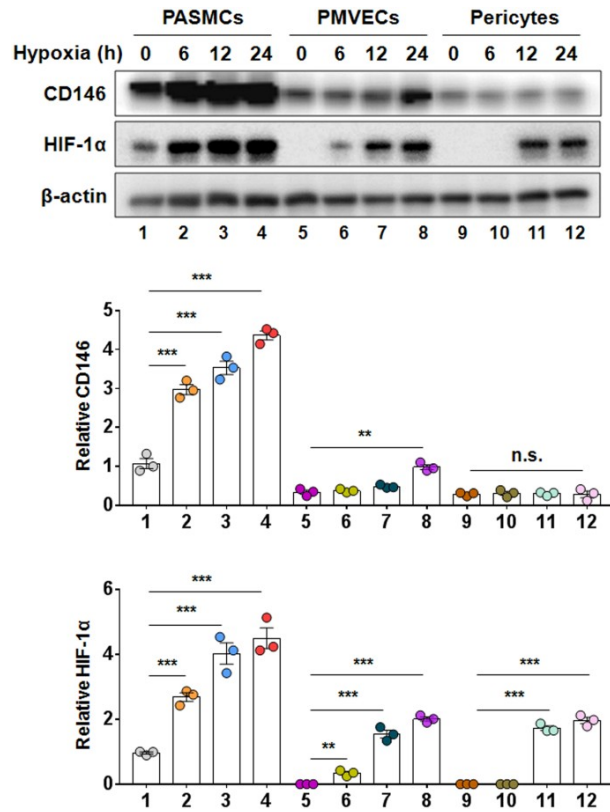 PASMCs PMVECs Pericytes
Hypoxia (h) 0 6 12 24 0 6 12 24 0 6 12 24
CD146
HIF-1α
β-actin
1 2 3 4 5 6 7 8 9 10 11 12
***
***
***
**
n.s.
Relative CD146
5
4
3
2
1
0
1 2 3 4 5 6 7 8 9 10 11 12
***
***
***
***
***
**
***
***
Relative HIF-1α
6
4
2
0
1 2 3 4 5 6 7 8 9 10 11 12